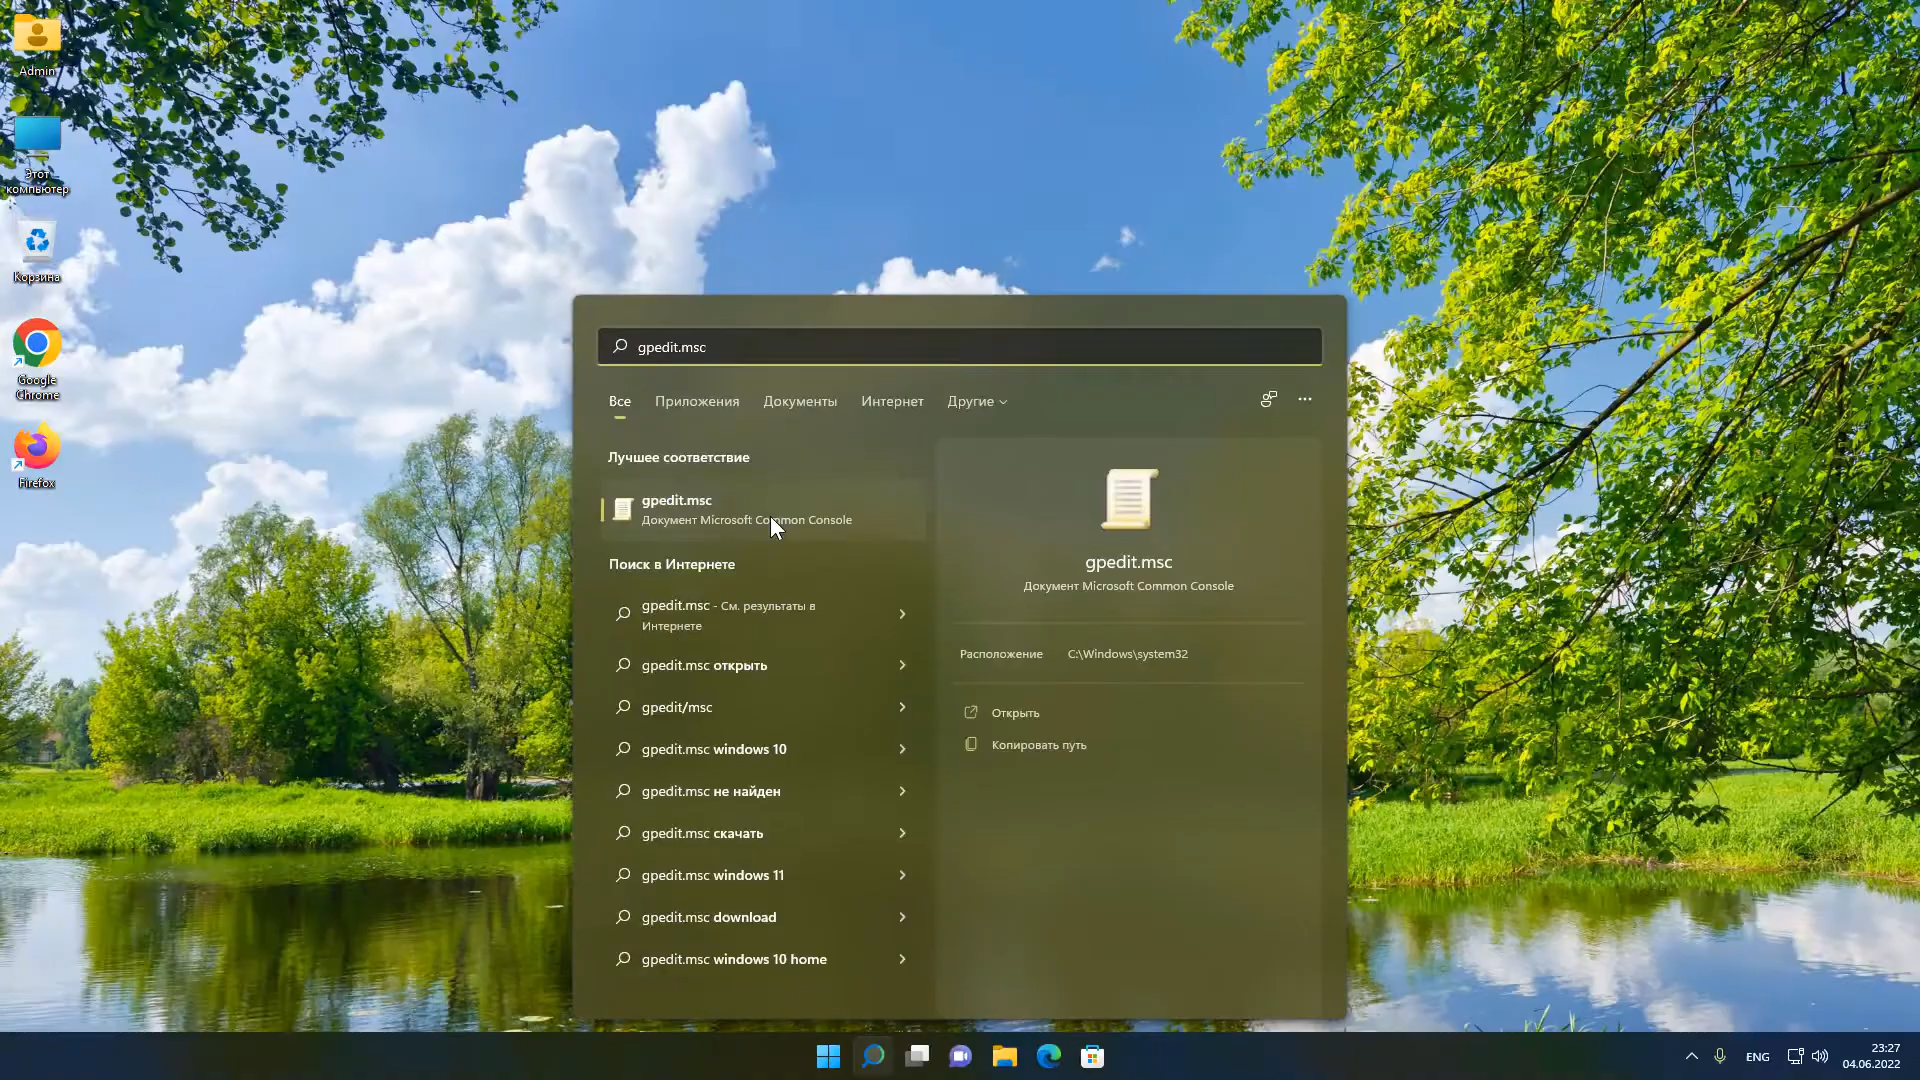 Admin
Этот
компьютер
Корзина
Google
Chrome
Firefox
gpedit.msc
Все Приложения Документы Интернет Другие
Лучшее соответствие
gpedit.msc
Документ Microsoft Common Console
Поиск в Интернете
gpedit.msc - См. результаты в
Интернете
gpedit.msc открыть
gpedit/msc
gpedit.msc windows 10
gpedit.msc не найден
gpedit.msc скачать
gpedit.msc windows 11
gpedit.msc download
gpedit.msc windows 10 home
gpedit.msc
Документ Microsoft Common Console
Расположение C:\Windows\system32
Открыть
Копировать путь
ENG
23:27
04.06.2022